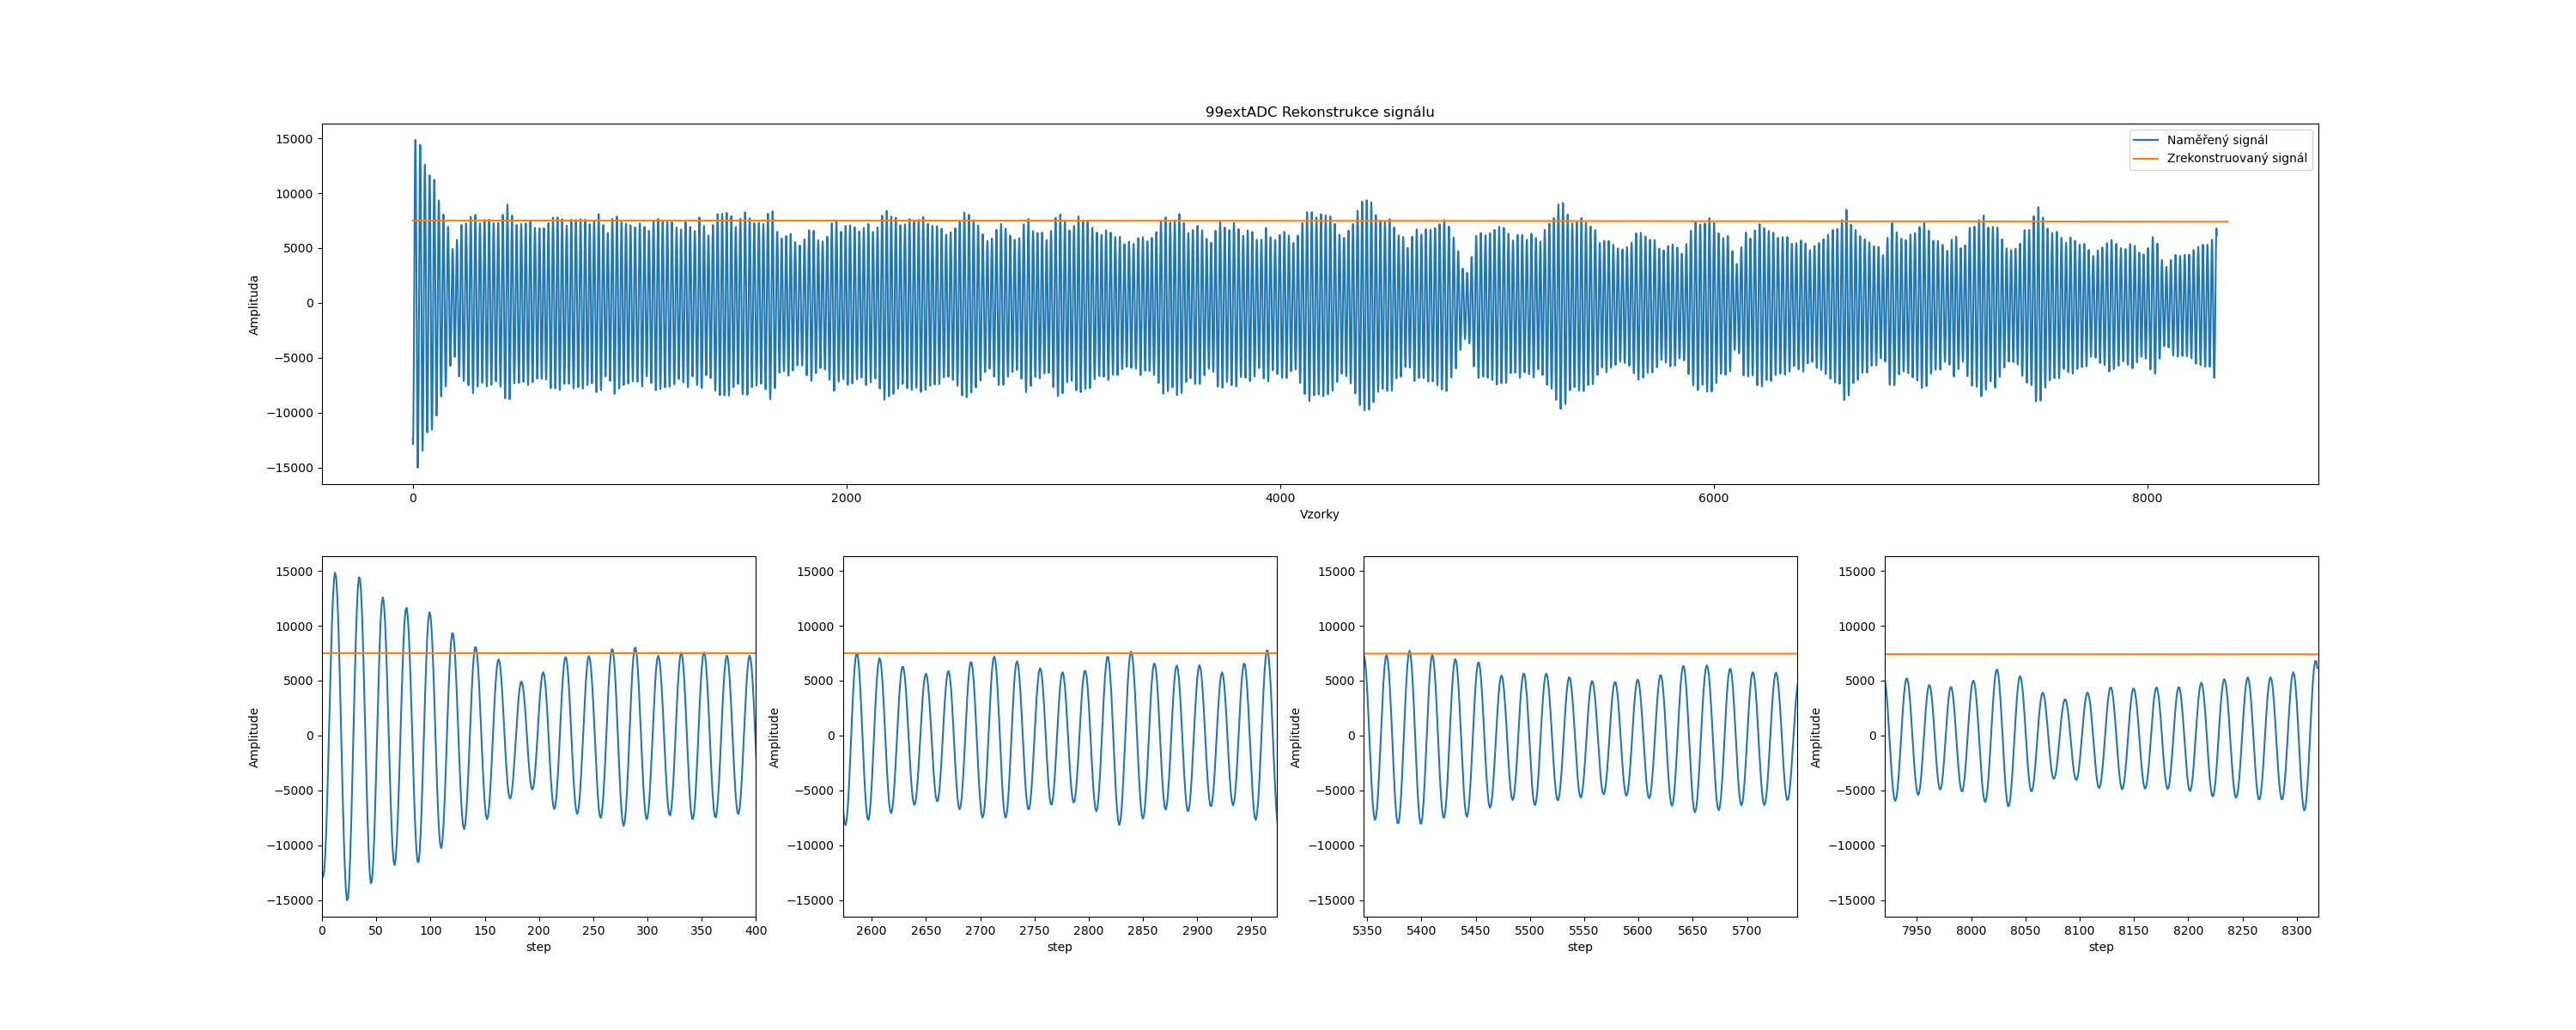 99extADC Rekonstrukce signálu
Amplituda
15000
10000
5000
0
−5000
−10000
−15000
Naměřený signál
Zrekonstruovaný signál
0 2000 4000 6000 8000
Vzorky
Amplitude
15000
10000
5000
0
−5000
−10000
−15000
0 50 100 150 200 250 300 350 400
step
Amplitude
15000
10000
5000
0
−5000
−10000
−15000
2600 2650 2700 2750 2800 2850 2900 2950
step
Amplitude
15000
10000
5000
0
−5000
−10000
−15000
5350 5400 5450 5500 5550 5600 5650 5700
step
Amplitude
15000
10000
5000
0
−5000
−10000
−15000
7950 8000 8050 8100 8150 8200 8250 8300
step